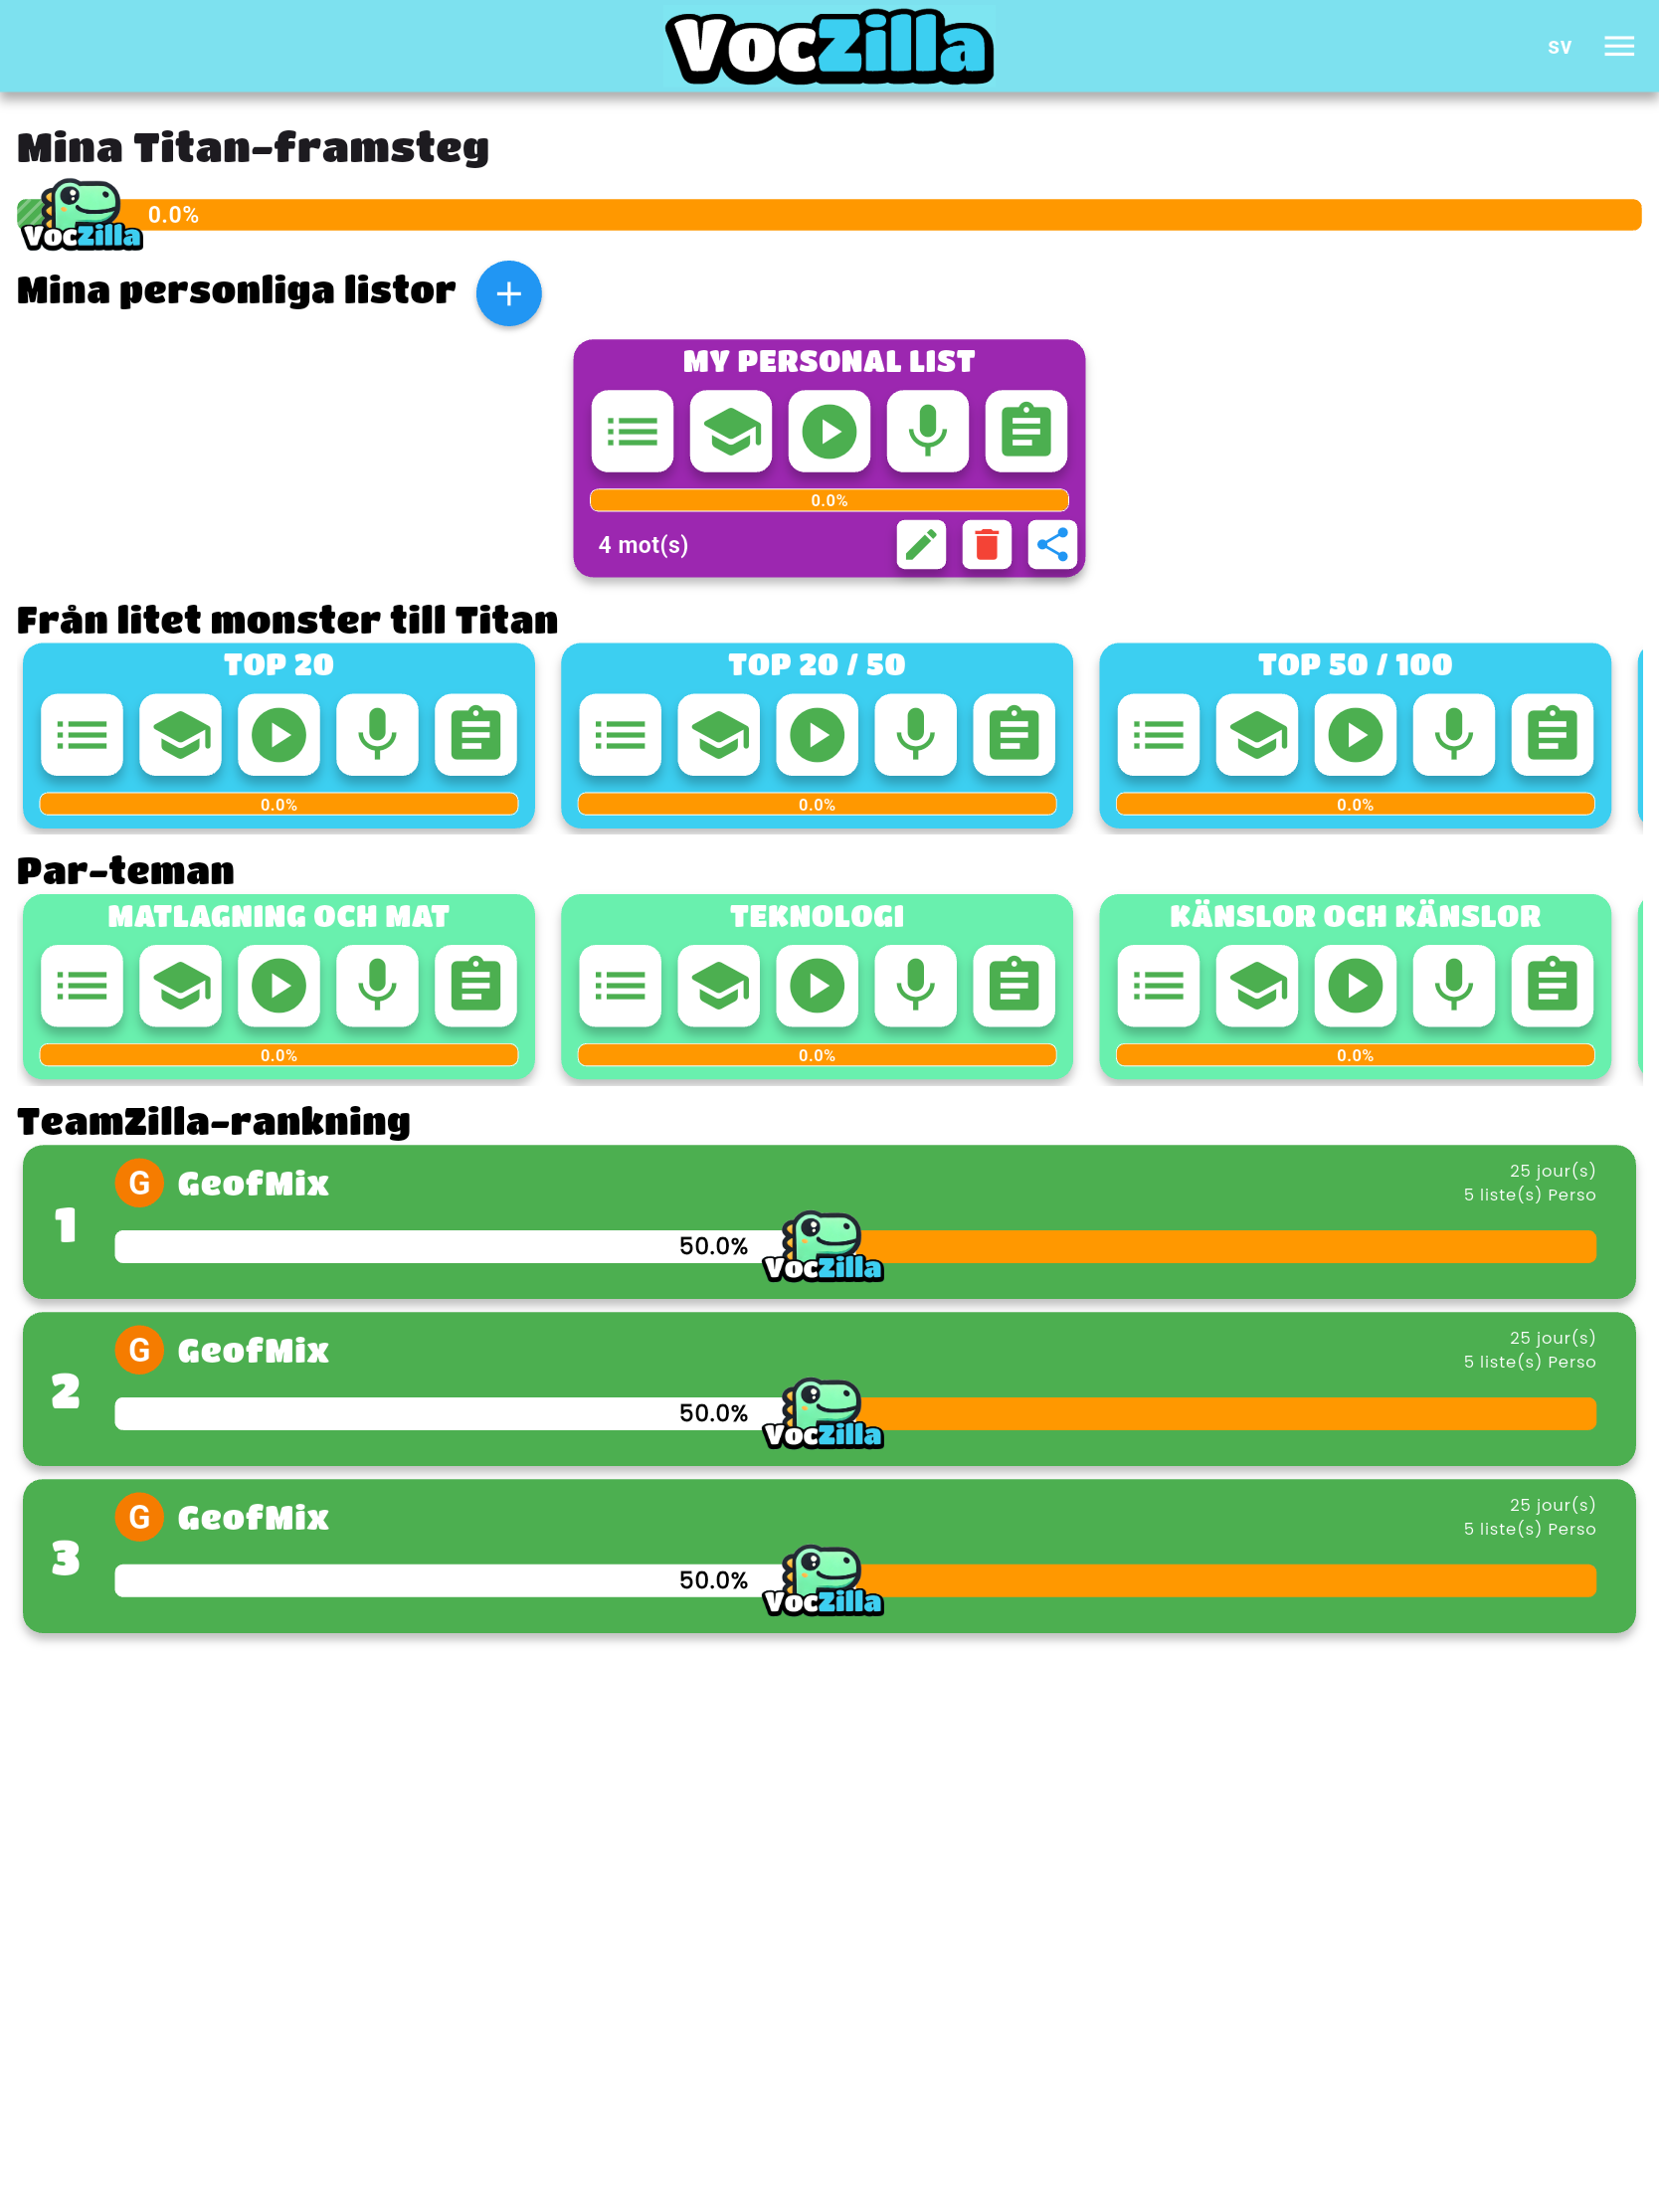 VocZilla
sv
Mina Titan-framsteg
VocZilla
0.0%
Mina personliga listor
MY PERSONAL LIST
0.0%
4 mot(s)
Från litet monster till Titan
TOP 20
TOP 20 / 50
TOP 50 / 100
0.0%
0.0%
0.0%
Par-teman
MATLAGNING OCH MAT
TEKNOLOGI
KÄNSLOR OCH KÄNSLOR
0.0%
0.0%
0.0%
TeamZilla-rankning
1
G GeofMix
25 jour(s)
5 liste(s) Perso
50.0%
VocZilla
2
G GeofMix
25 jour(s)
5 liste(s) Perso
50.0%
VocZilla
3
G GeofMix
25 jour(s)
5 liste(s) Perso
50.0%
VocZilla